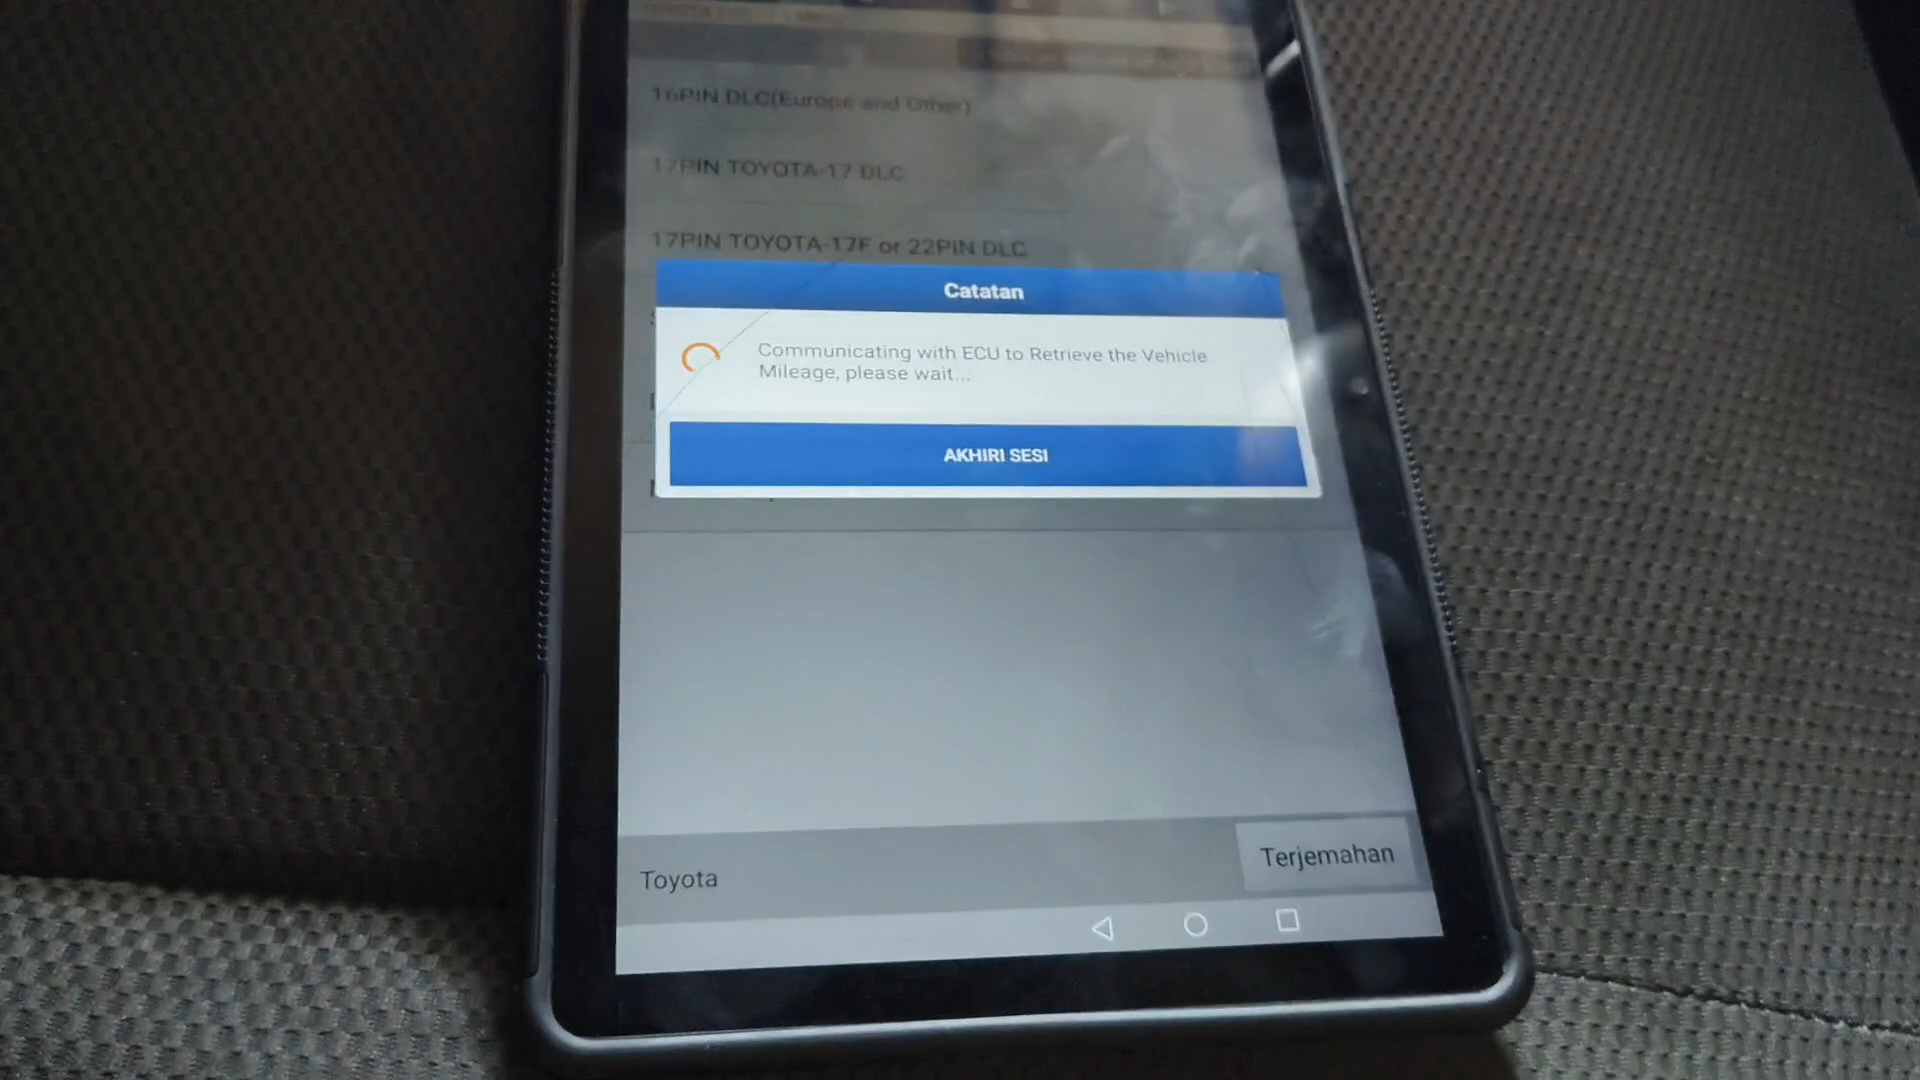 16PIN DLC(Europe and Other)
17PIN TOYOTA-17 DLC
17PIN TOYOTA-17F or 22PIN DLC
Catatan
Communicating with ECU to Retrieve the Vehicle
Mileage, please wait...
AKHIRI SESI
Toyota
Terjemahan